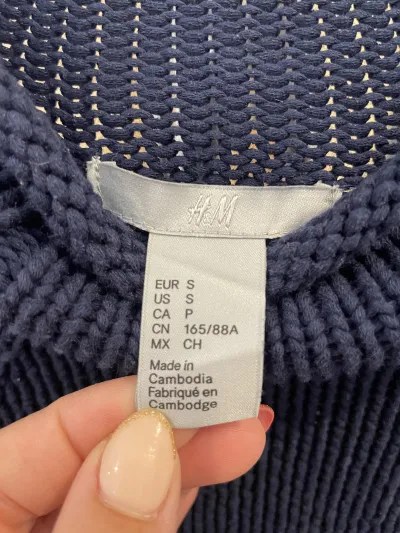 H&M
EUR S
US S
CA P
CN 165/88A
MX CH
Made in
Cambodia
Fabriqué en
Cambodge